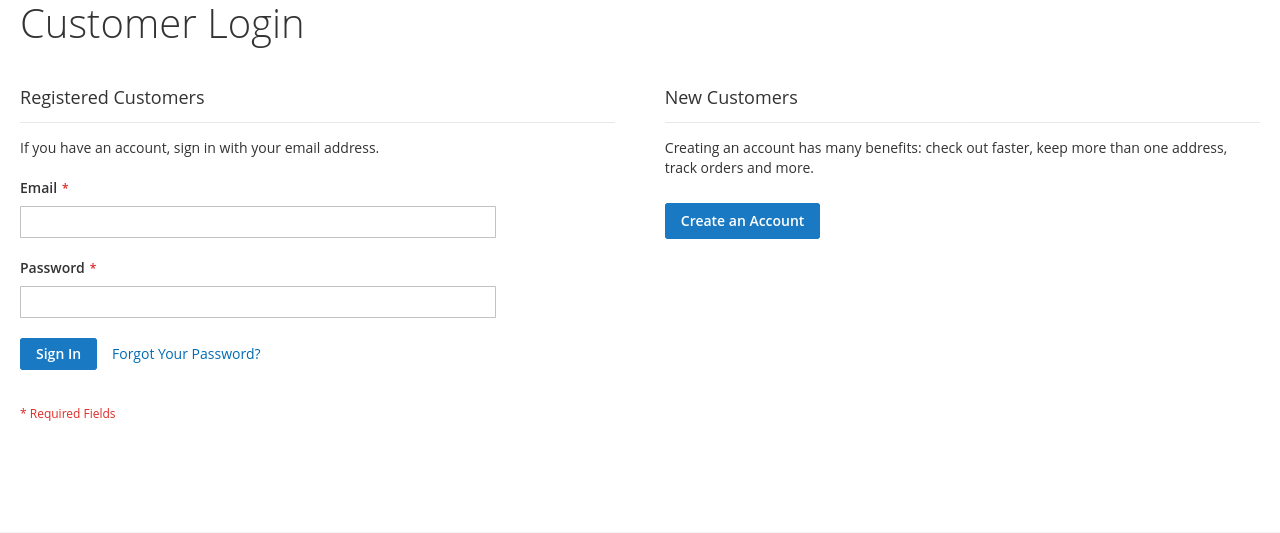 Customer Login
Registered Customers
If you have an account, sign in with your email address.
Email *
Password *
Sign In
Forgot Your Password?
* Required Fields
New Customers
Creating an account has many benefits: check out faster, keep more than one address,
track orders and more.
Create an Account